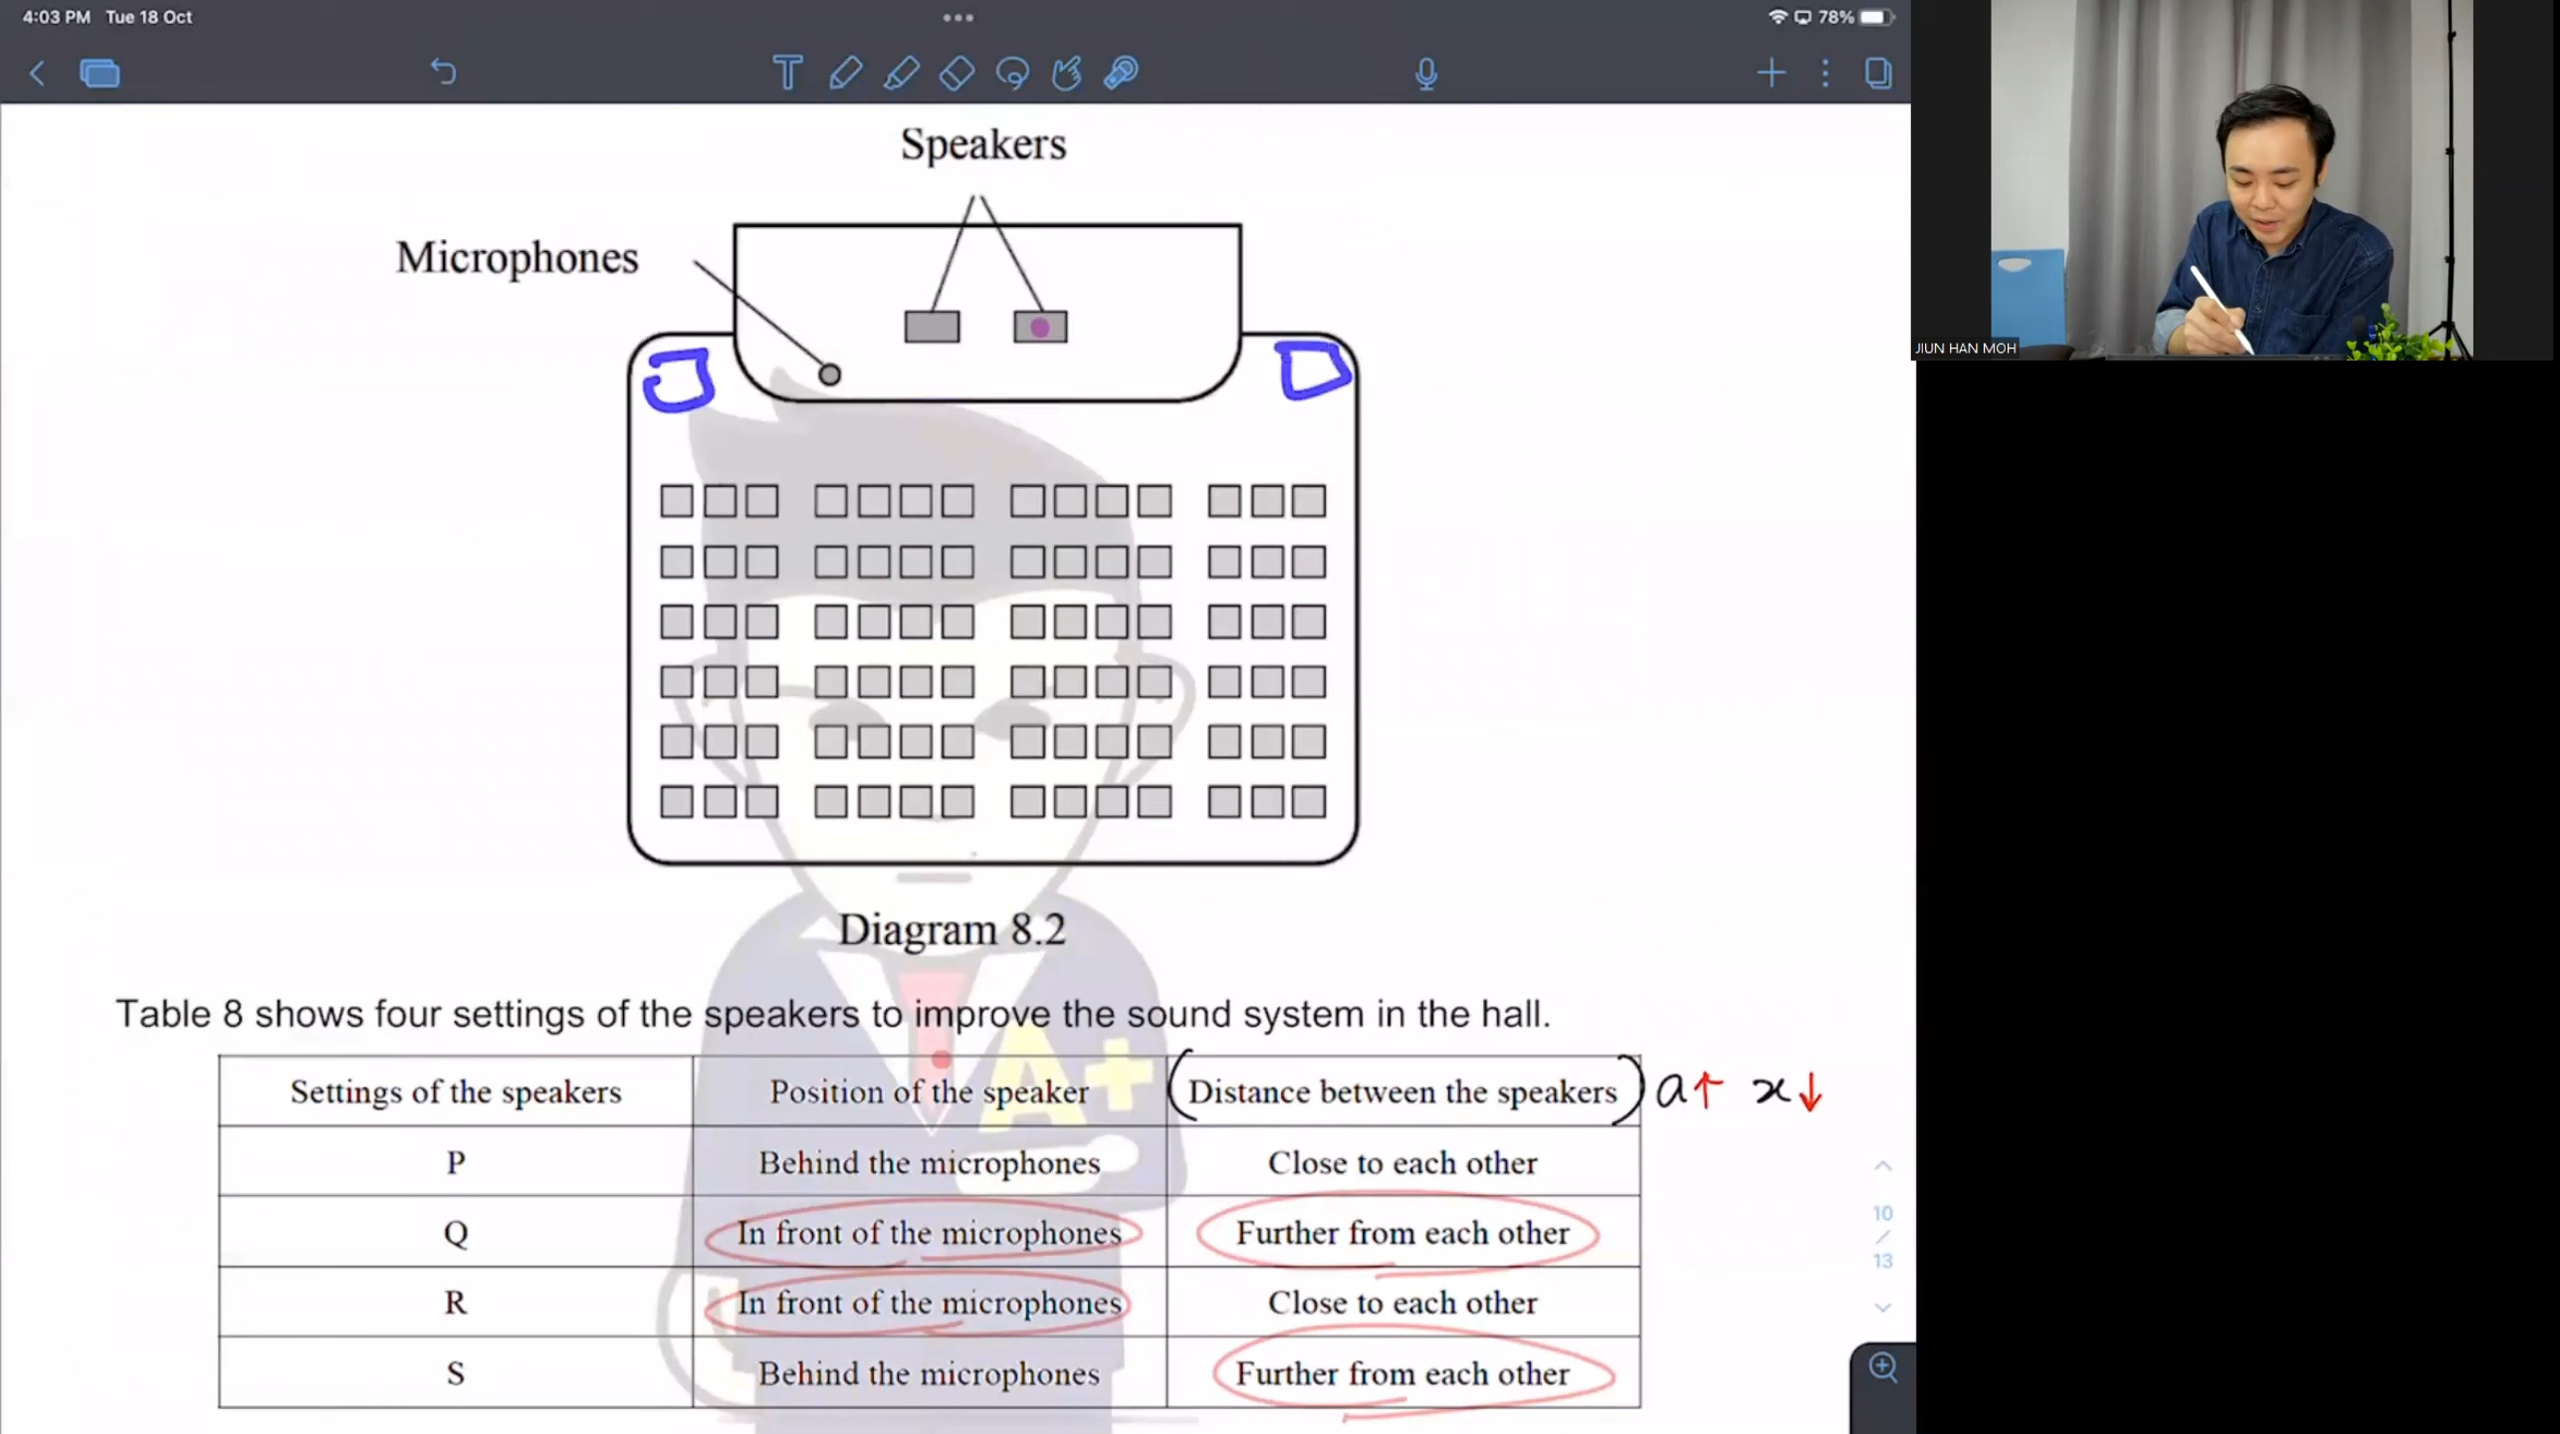 4:03 PM Tue 18 Oct
78%
Speakers
Microphones
JIUN HAN MOH
Diagram 8.2
Table 8 shows four settings of the speakers to improve the sound system in the hall.
A+
Settings of the speakers Position of the speaker (Distance between the speakers) a↑ x↓
P Behind the microphones Close to each other
Q In front of the microphones Further from each other
R In front of the microphones Close to each other
S Behind the microphones Further from each other
10
/
13